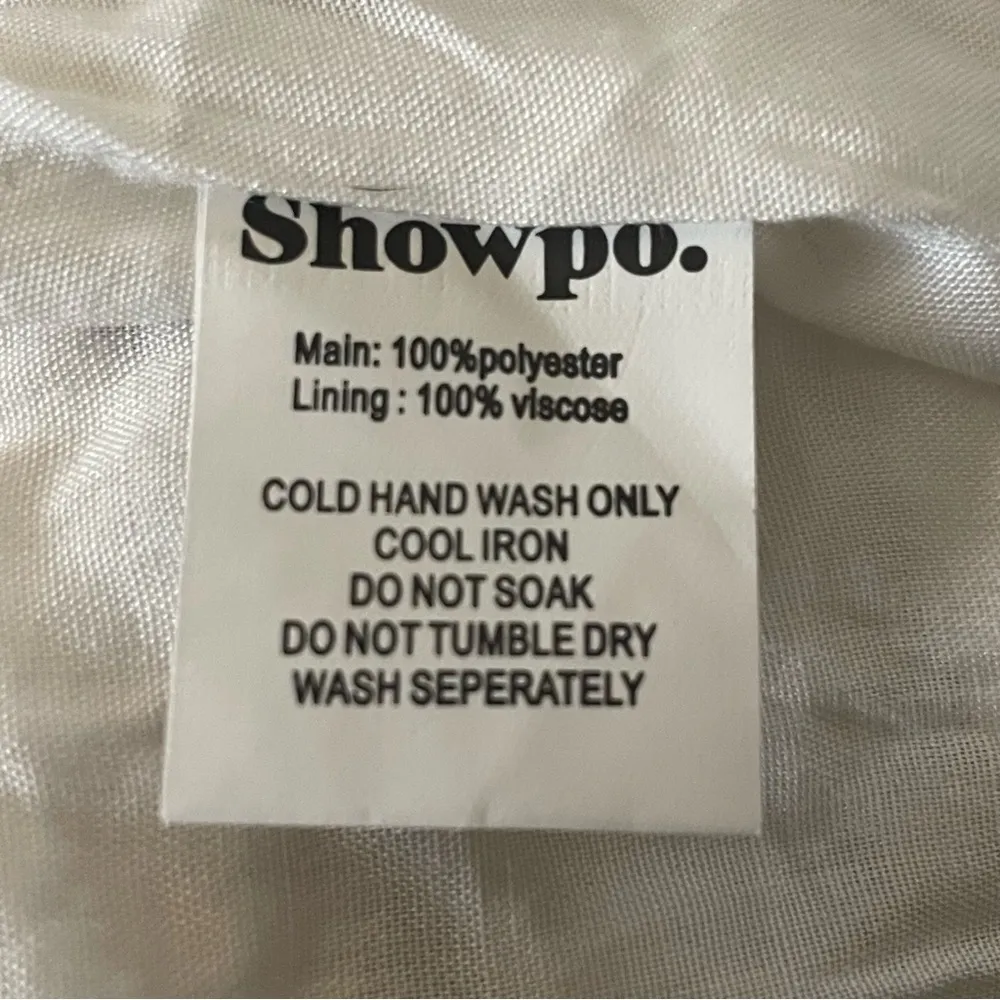 Showpo.
Main: 100%polyester
Lining : 100% viscose
COLD HAND WASH ONLY
COOL IRON
DO NOT SOAK
DO NOT TUMBLE DRY
WASH SEPERATELY